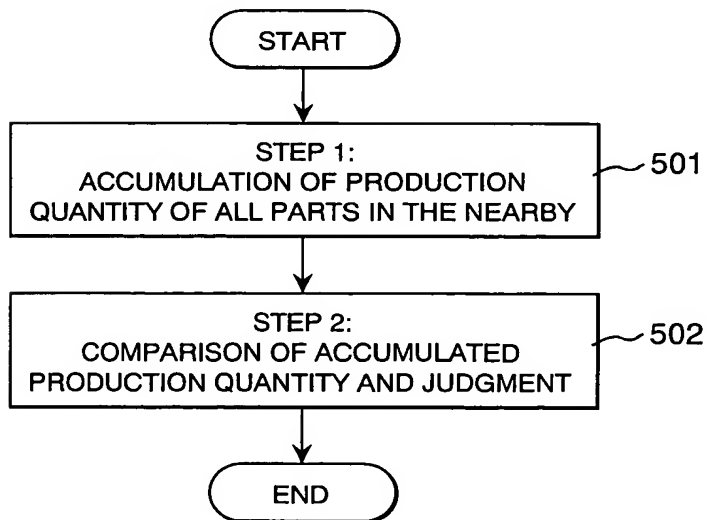 START
STEP 1:
ACCUMULATION OF PRODUCTION
QUANTITY OF ALL PARTS IN THE NEARBY
501
STEP 2:
COMPARISON OF ACCUMULATED
PRODUCTION QUANTITY AND JUDGMENT
502
END